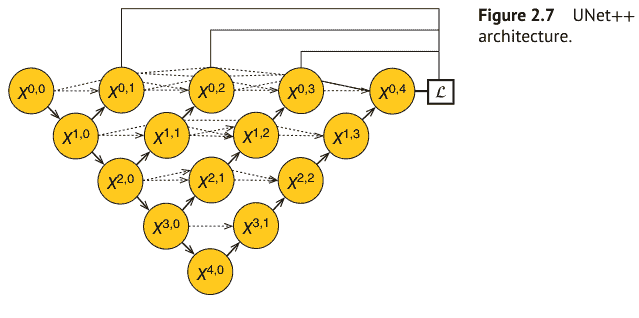 Figure 2.7 UNet++
architecture.
X0,0 X0,1 X0,2 X0,3 X0,4 ℒ
X1,0 X1,1 X1,2 X1,3
X2,0 X2,1 X2,2
X3,0 X3,1
X4,0